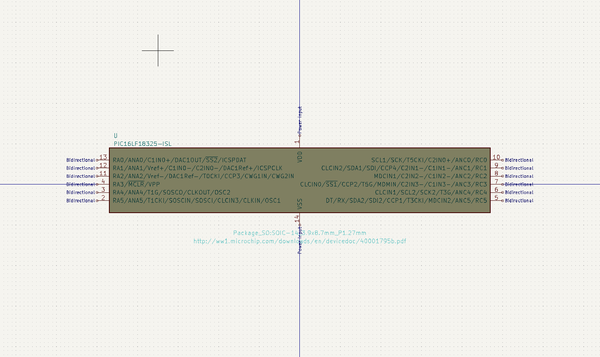 Power input
1
U
PIC16LF18325-ISL
VDD
Bidirectional 13 RA0/ANA0/C1IN0+/DAC1OUT/SS2/ICSPDAT
Bidirectional 12 RA1/ANA1/Vref+/C1IN0-/C2IN0-/DAC1Vref+/ICSPCLK
Bidirectional 11 RA2/ANA2/Vref-/DAC1Ref-/T0CKI/CCP3/CWG1IN/CWG2IN
Bidirectional 4 RA3/MCLR/VPP
Bidirectional 3 RA4/ANA4/T1G/SOSCO/CLKOUT/OSC2
Bidirectional 2 RA5/ANA5/T1CKI/SOSCIN/SOSCI/CLCIN3/CLKIN/OSC1
SCL1/SCK/T5CKI/C2IN0+/ANC0/RC0 10 Bidirectional
CLCIN2/SDA1/SDI/CCP4/C2IN1-/C1IN1-/ANC1/RC1 9 Bidirectional
MDCIN1/C2IN2-/C1IN2-/ANC2/RC2 8 Bidirectional
CLCIN0/SS1/CCP2/T5G/MDMIN/C2IN3-/C1IN3-/ANC3/RC3 7 Bidirectional
CLCIN1/SCL2/SCK2/T3G/ANC4/RC4 6 Bidirectional
DT/RX/SDA2/SDI2/CCP1/T3CKI/MDCIN2/ANC5/RC5 5 Bidirectional
VSS
14
Power input
Package_SO:SOIC-14_3.9x8.7mm_P1.27mm
http://ww1.microchip.com/downloads/en/devicedoc/40001795b.pdf